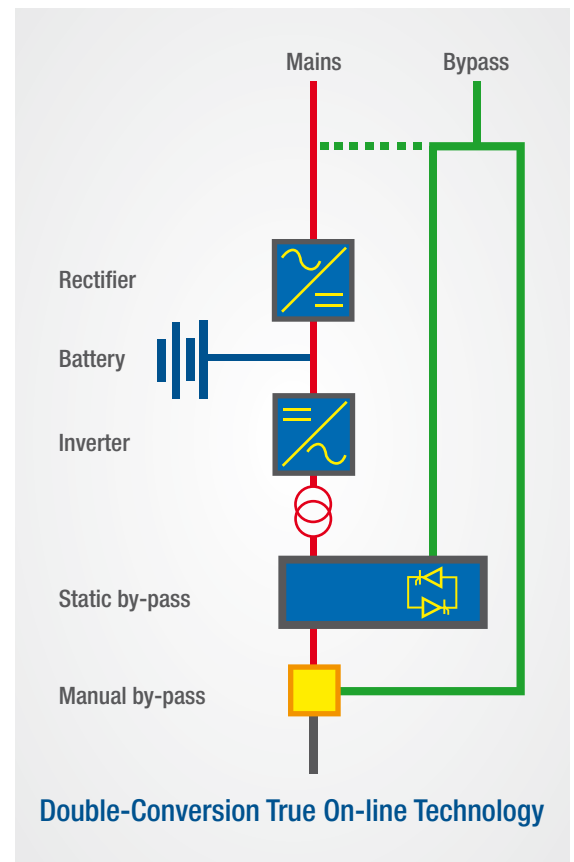 Mains
Bypass
Rectifier
Battery
Inverter
Static by-pass
Manual by-pass
Double-Conversion True On-line Technology